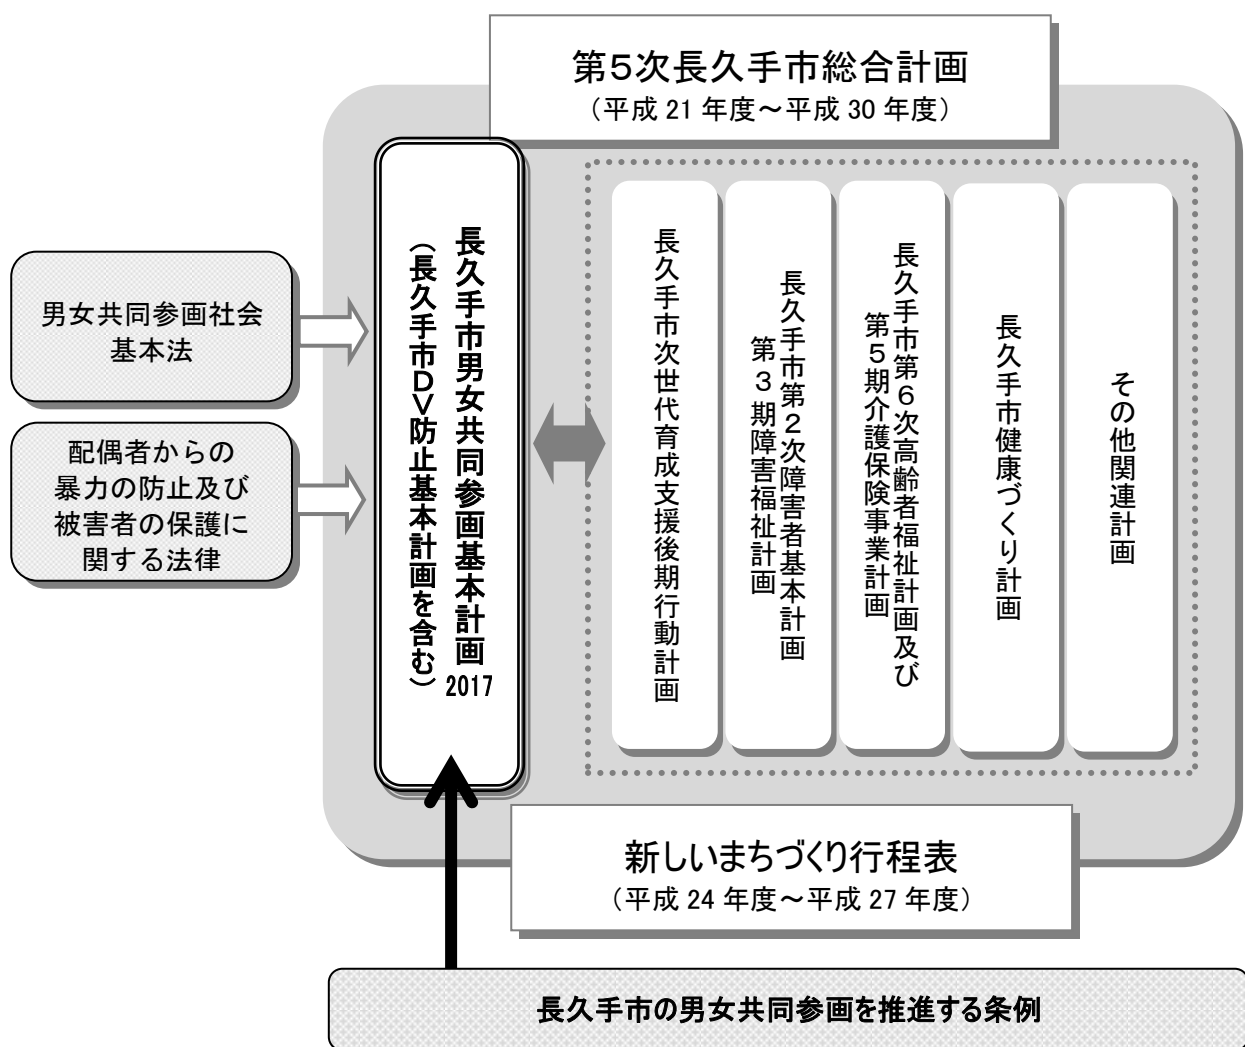 第5次長久手市総合計画
（平成 21 年度～平成 30 年度）
男女共同参画社会
基本法
配偶者からの
暴力の防止及び
被害者の保護に
関する法律
長久手市男女共同参画基本計画2017
（長久手市DV防止基本計画を含む）
長久手市次世代育成支援後期行動計画
長久手市第２次障害者基本計画
第３期障害福祉計画
長久手市第６次高齢者福祉計画及び
第５期介護保険事業計画
長久手市健康づくり計画
その他関連計画
新しいまちづくり行程表
（平成 24 年度～平成 27 年度）
長久手市の男女共同参画を推進する条例